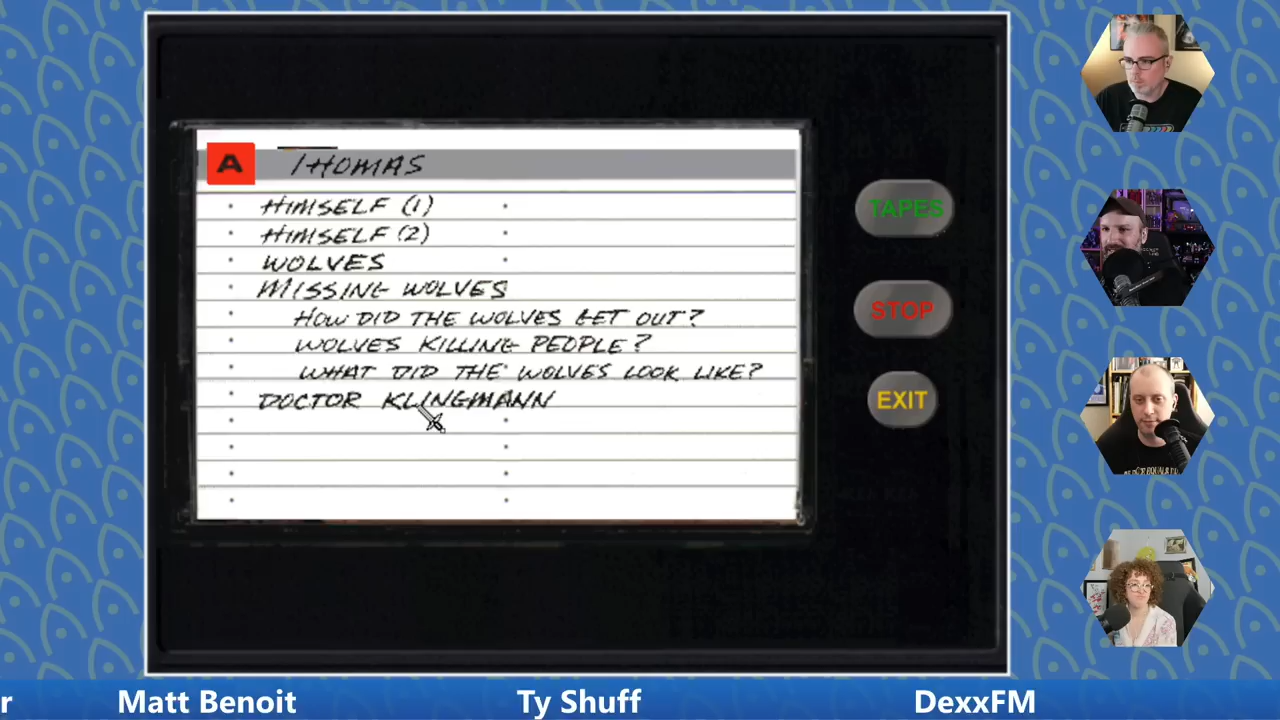 A THOMAS
HIMSELF (1)
HIMSELF (2)
WOLVES
MISSING WOLVES
HOW DID THE WOLVES GET OUT?
WOLVES KILLING PEOPLE?
WHAT DID THE WOLVES LOOK LIKE?
DOCTOR KLINGMANN
TAPES
STOP
EXIT
r Matt Benoit Ty Shuff DexxFM